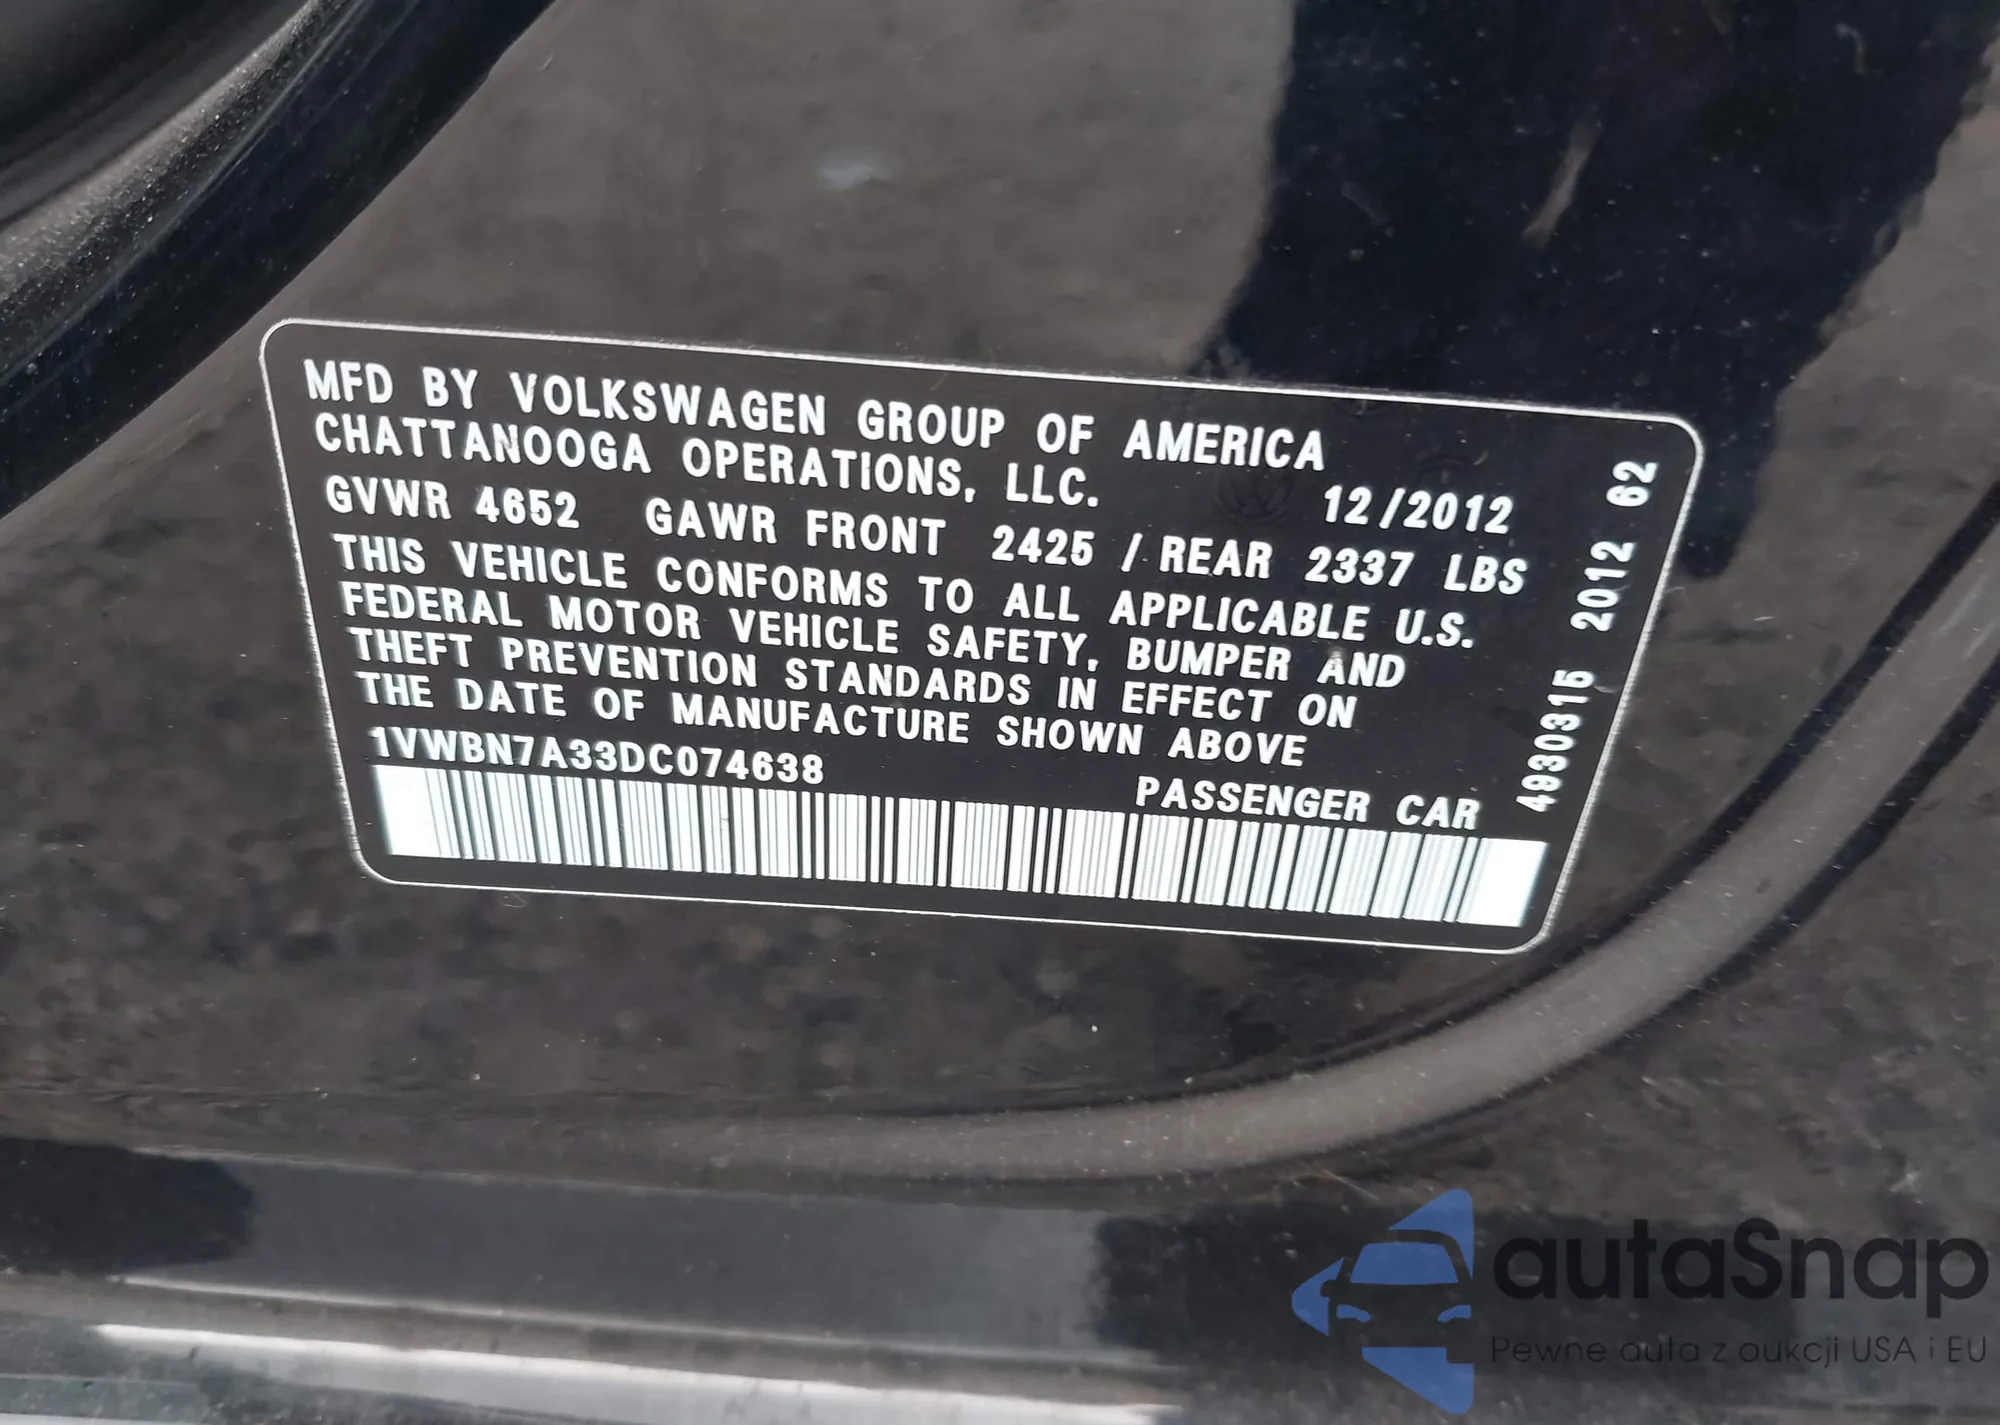 MFD BY VOLKSWAGEN GROUP OF AMERICA
CHATTANOOGA OPERATIONS, LLC.
12/2012
GVWR 4652 GAWR FRONT 2425 / REAR 2337 LBS
THIS VEHICLE CONFORMS TO ALL APPLICABLE U.S.
FEDERAL MOTOR VEHICLE SAFETY, BUMPER AND
THEFT PREVENTION STANDARDS IN EFFECT ON
THE DATE OF MANUFACTURE SHOWN ABOVE
1VWBN7A33DC074638
PASSENGER CAR
4930315 2012 62
autaSnap
Pewne auta z aukcji USA i EU